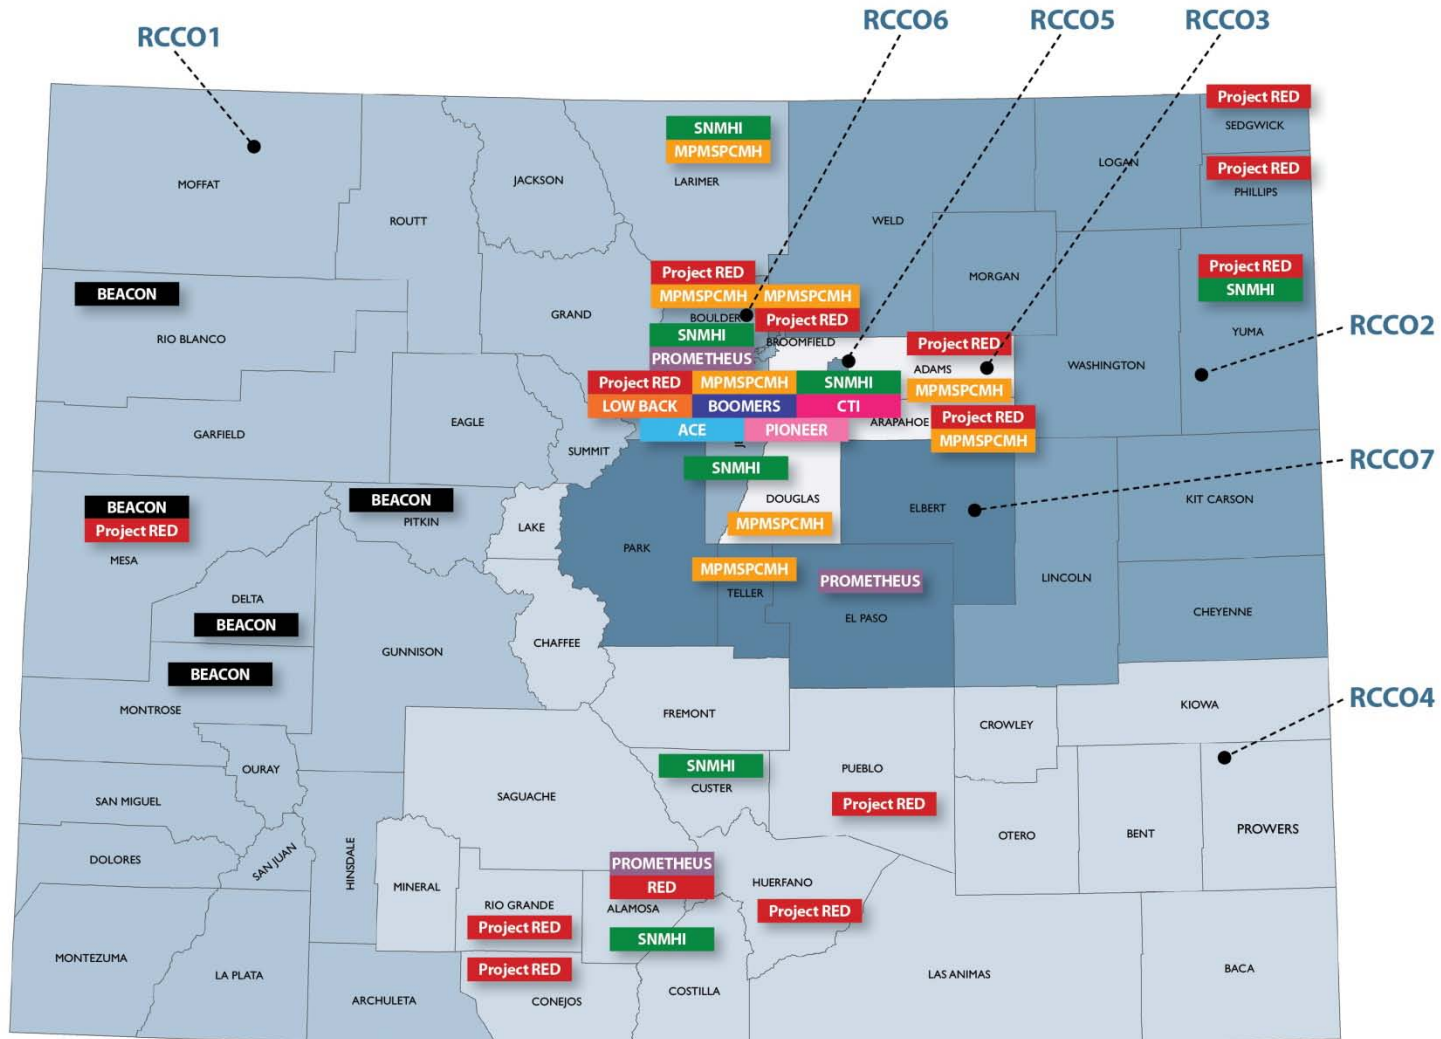 RCCO1
RCCO6
RCCO5
RCCO3
Project RED
SEDGWICK
SNMHI
MPMSPCMH
LARIMER
LOGAN
Project RED
PHILLIPS
MOFFAT
JACKSON
ROUTT
WELD
MORGAN
Project RED
SNMHI
YUMA
BEACON
RIO BLANCO
GRAND
Project RED
MPMSPCMH MPMSPCMH
BOULDER
Project RED
BROOMFIELD
SNMHI
PROMETHEUS
Project RED
ADAMS
MPMSPCMH
WASHINGTON
RCCO2
Project RED MPMSPCMH SNMHI
LOW BACK BOOMERS CTI
ACE PIONEER
ARAPAHOE
Project RED
MPMSPCMH
GARFIELD
EAGLE
SUMMIT
SNMHI
RCCO7
BEACON
Project RED
MESA
BEACON
PITKIN
LAKE
DOUGLAS
MPMSPCMH
ELBERT
KIT CARSON
PARK
MPMSPCMH
TELLER
PROMETHEUS
EL PASO
LINCOLN
CHEYENNE
DELTA
BEACON
GUNNISON
CHAFFEE
BEACON
MONTROSE
FREMONT
CROWLEY
KIOWA
RCCO4
OURAY
SAN MIGUEL
SNMHI
CUSTER
PUEBLO
Project RED
SAGUACHE
OTERO
BENT
PROWERS
DOLORES
SAN JUAN
HINSDALE
MINERAL
PROMETHEUS
RED
ALAMOSA
SNMHI
HUERFANO
Project RED
RIO GRANDE
Project RED
MONTEZUMA
LA PLATA
ARCHULETA
Project RED
CONEJOS
COSTILLA
LAS ANIMAS
BACA